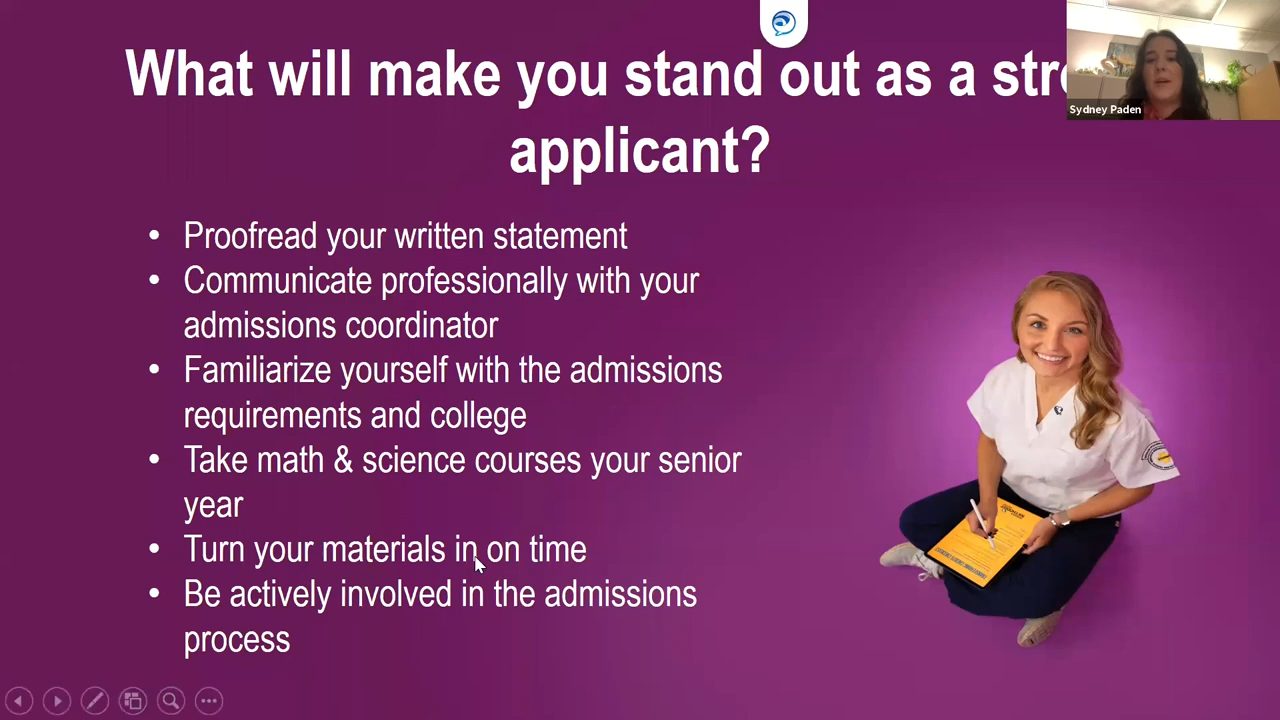 What will make you stand out as a
applicant?
Sydney Paden
• Proofread your written statement
• Communicate professionally with your
admissions coordinator
• Familiarize yourself with the admissions
requirements and college
• Take math & science courses your senior
year
• Turn your materials in on time
• Be actively involved in the admissions
process